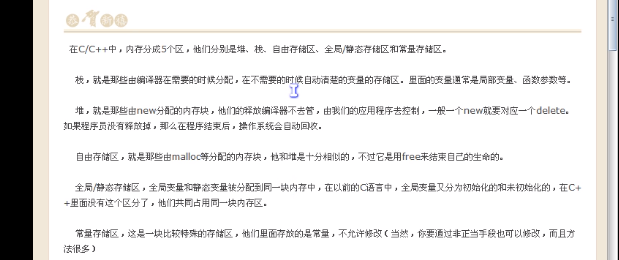 在C/C++中，内存分成5个区，他们分别是堆、栈、自由存储区、全局/静态存储区和常量存储区。
栈，就是那些由编译器在需要的时候分配，在不需要的时候自动清楚的变量的存储区。里面的变量通常是局部变量、函数参数等。
堆，就是那些由new分配的内存块，他们的释放编译器不去管，由我们的应用程序去控制，一般一个new就要对应一个delete。
如果程序员没有释放掉，那么在程序结束后，操作系统会自动回收。
自由存储区，就是那些由malloc等分配的内存块，他和堆是十分相似的，不过它是用free来结束自己的生命的。
全局/静态存储区，全局变量和静态变量被分配到同一块内存中，在以前的C语言中，全局变量又分为初始化的和未初始化的，在C+
+里面没有这个区分了，他们共同占用同一块内存区。
常量存储区，这是一块比较特殊的存储区，他们里面存放的是常量，不允许修改（当然，你要通过非正当手段也可以修改，而且方
法很多）